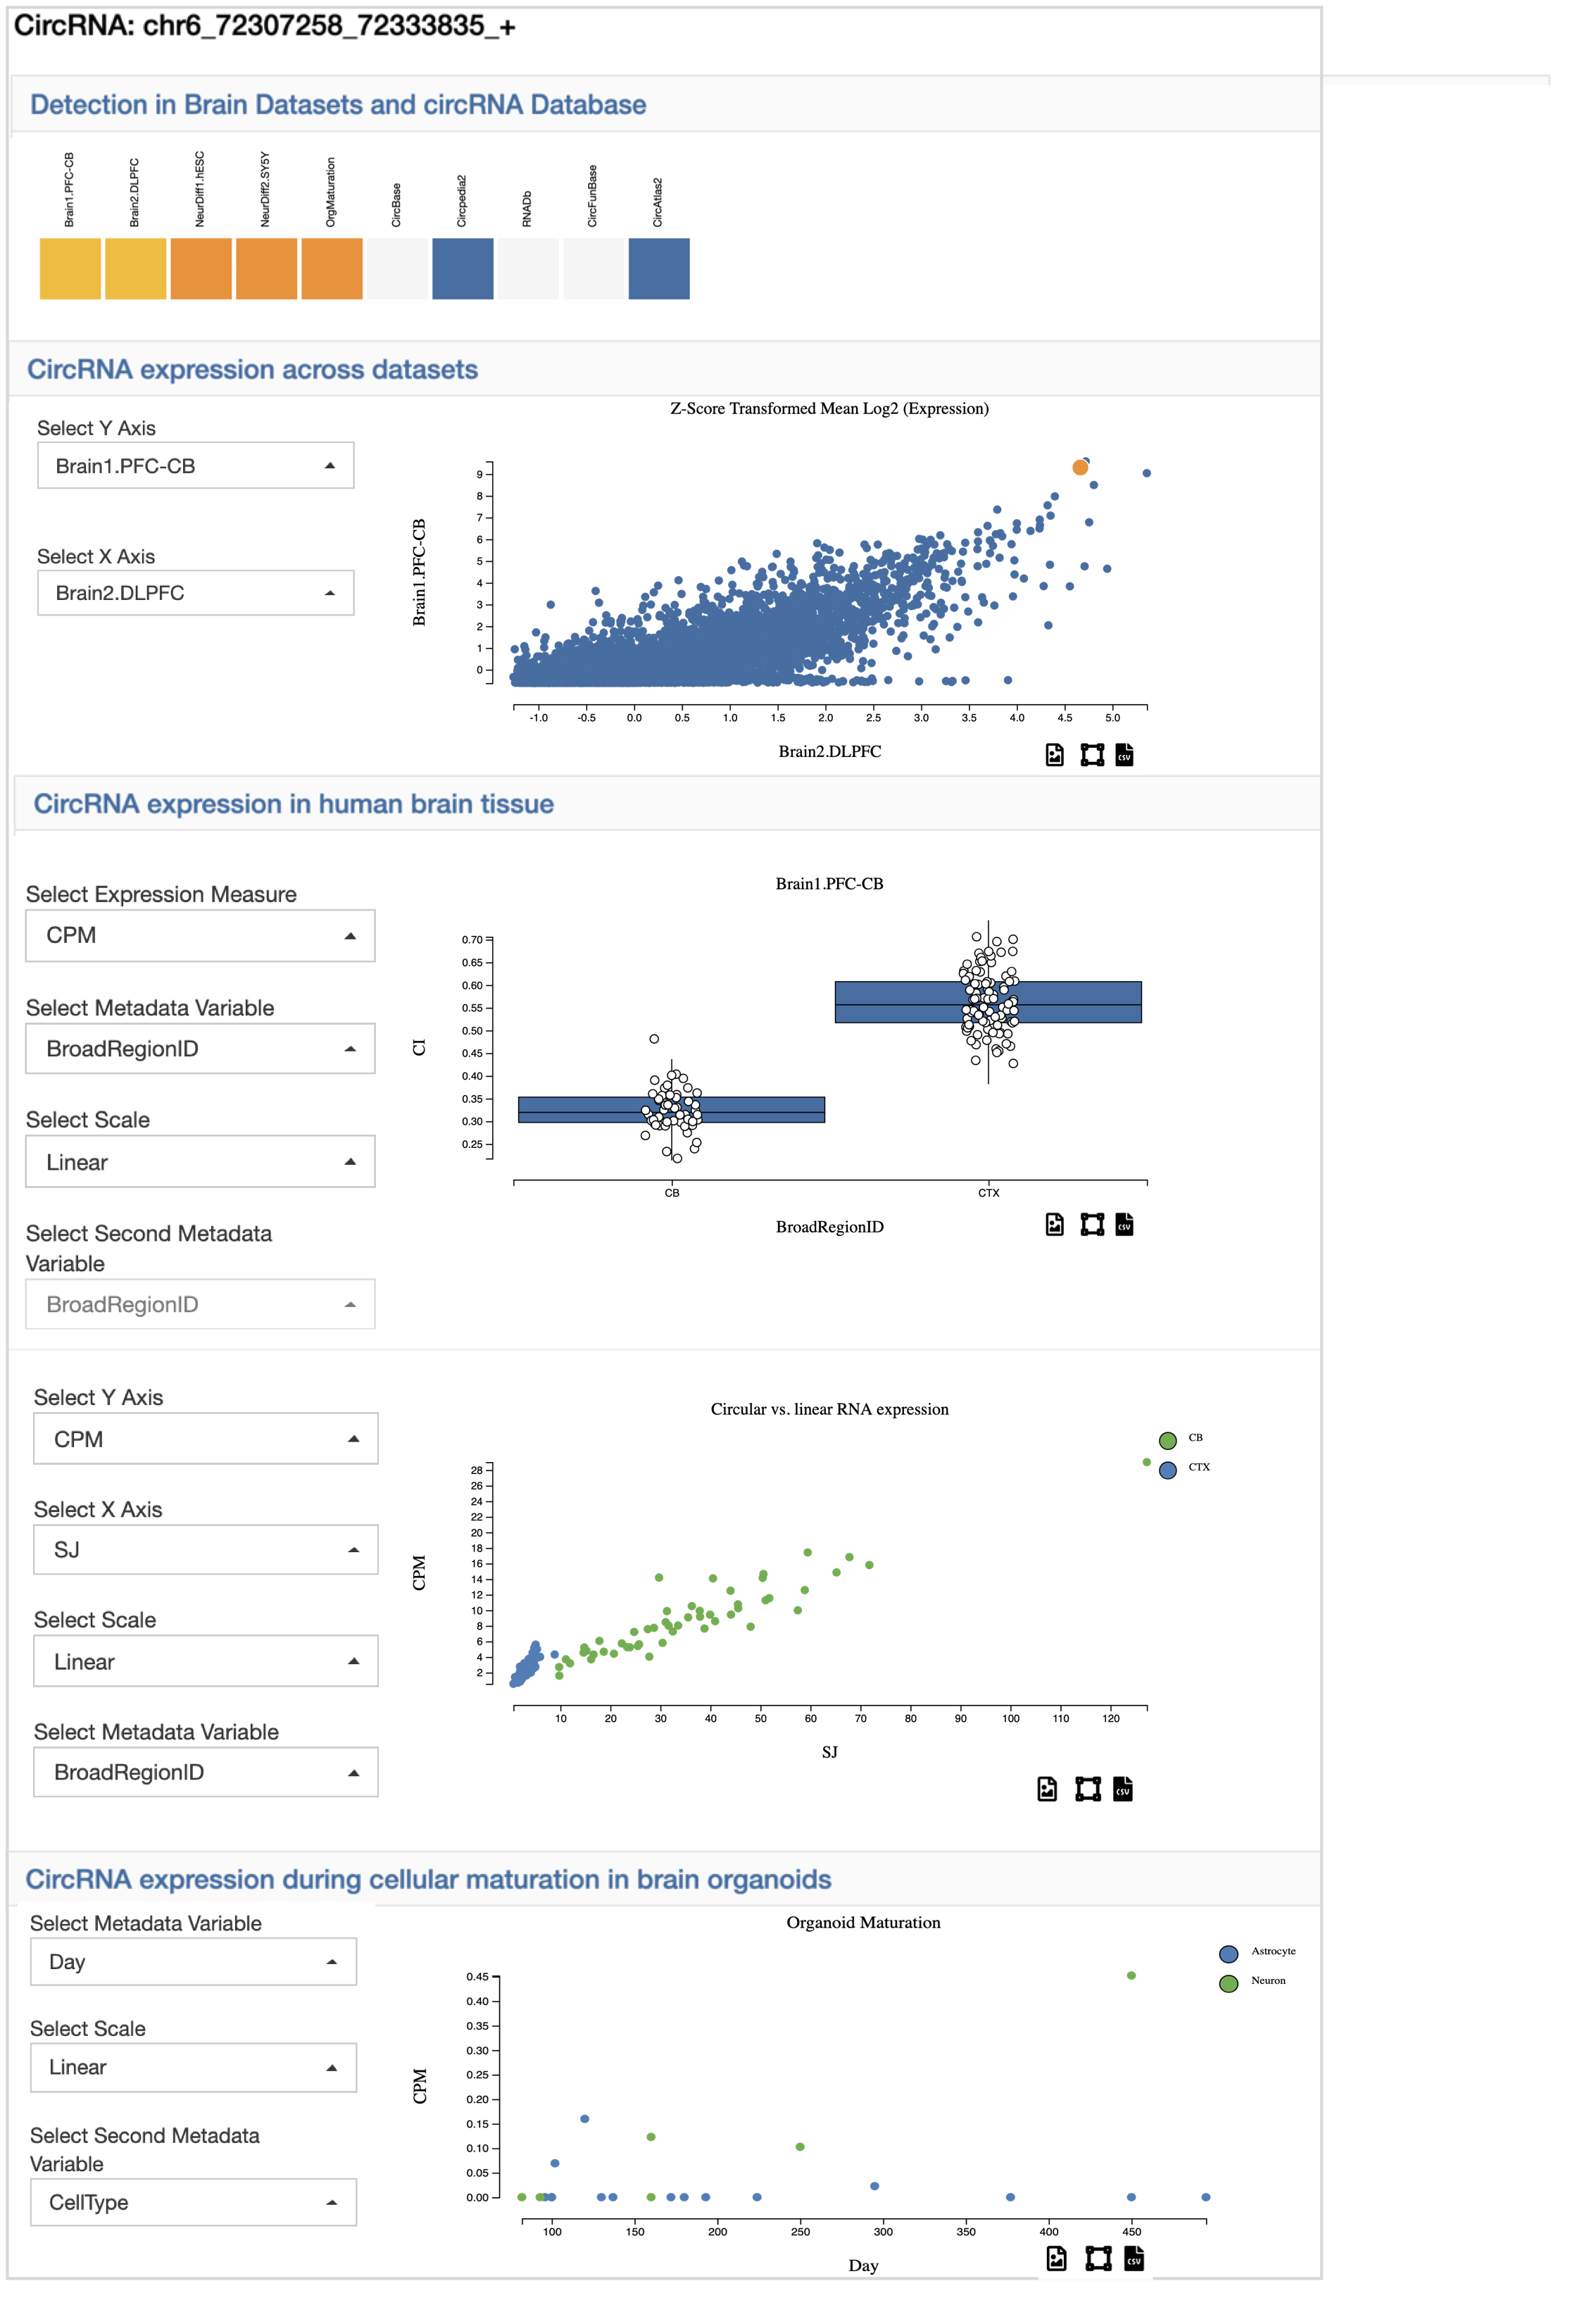 CircRNA: chr6_72307258_72333835_+
Detection in Brain Datasets and circRNA Database
Brain1.PFC-CB
Brain2.DLPFC
NeurDiff1.hESC
NeurDiff2.SY5Y
OrgMaturation
CircBase
Circpedia2
RNADb
CircFunBase
CircAtlas2
CircRNA expression across datasets
Select Y Axis
Brain1.PFC-CB
Select X Axis
Brain2.DLPFC
Z-Score Transformed Mean Log2 (Expression)
Brain1.PFC-CB
9
8
7
6
5
4
3
2
1
0
-1.0 -0.5 0.0 0.5 1.0 1.5 2.0 2.5 3.0 3.5 4.0 4.5 5.0
Brain2.DLPFC
CSV
CircRNA expression in human brain tissue
Select Expression Measure
CPM
Select Metadata Variable
BroadRegionID
Select Scale
Linear
Select Second Metadata
Variable
BroadRegionID
Brain1.PFC-CB
CI
0.70
0.65
0.60
0.55
0.50
0.45
0.40
0.35
0.30
0.25
CB CTX
BroadRegionID
CSV
Select Y Axis
CPM
Select X Axis
SJ
Select Scale
Linear
Select Metadata Variable
BroadRegionID
Circular vs. linear RNA expression
CB
CTX
CPM
28
26
24
22
20
18
16
14
12
10
8
6
4
2
10 20 30 40 50 60 70 80 90 100 110 120
SJ
CSV
CircRNA expression during cellular maturation in brain organoids
Select Metadata Variable
Day
Select Scale
Linear
Select Second Metadata
Variable
CellType
Organoid Maturation
Astrocyte
Neuron
CPM
0.45
0.40
0.35
0.30
0.25
0.20
0.15
0.10
0.05
0.00
100 150 200 250 300 350 400 450
Day
CSV